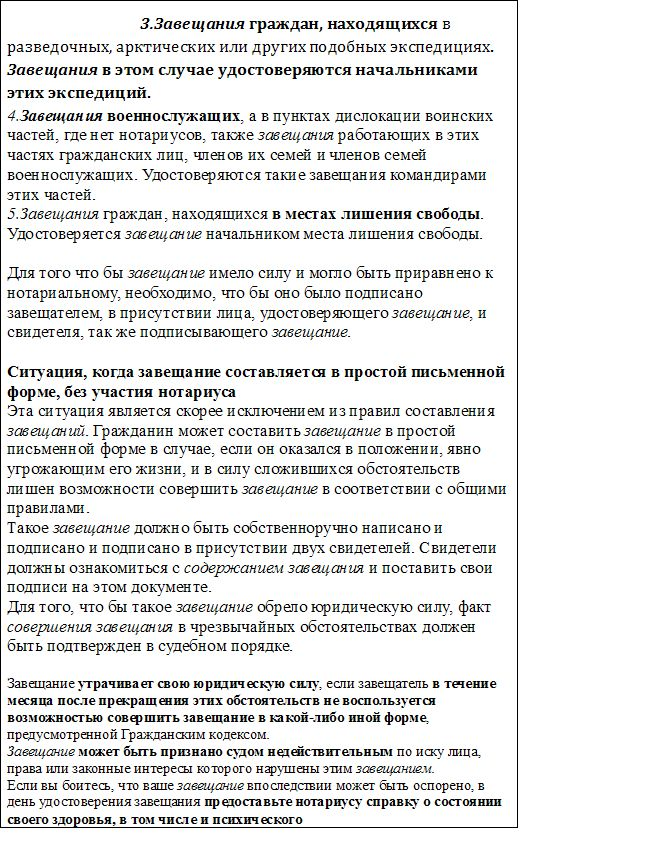 3.Завещания граждан, находящихся в
разведочных, арктических или других подобных экспедициях.
Завещания в этом случае удостоверяются начальниками
этих экспедиций.
4.Завещания военнослужащих, а в пунктах дислокации воинских
частей, где нет нотариусов, также завещания работающих в этих
частях гражданских лиц, членов их семей и членов семей
военнослужащих. Удостоверяются такие завещания командирами
этих частей.
5.Завещания граждан, находящихся в местах лишения свободы.
Удостоверяется завещание начальником места лишения свободы.
Для того что бы завещание имело силу и могло быть приравнено к
нотариальному, необходимо, что бы оно было подписано
завещателем, в присутствии лица, удостоверяющего завещание, и
свидетеля, так же подписывающего завещание.
Ситуация, когда завещание составляется в простой письменной
форме, без участия нотариуса
Эта ситуация является скорее исключением из правил составления
завещаний. Гражданин может составить завещание в простой
письменной форме в случае, если он оказался в положении, явно
угрожающим его жизни, и в силу сложившихся обстоятельств
лишен возможности совершить завещание в соответствии с общими
правилами.
Такое завещание должно быть собственноручно написано и
подписано и подписано в присутствии двух свидетелей. Свидетели
должны ознакомиться с содержанием завещания и поставить свои
подписи на этом документе.
Для того, что бы такое завещание обрело юридическую силу, факт
совершения завещания в чрезвычайных обстоятельствах должен
быть подтвержден в судебном порядке.
Завещание утрачивает свою юридическую силу, если завещатель в течение
месяца после прекращения этих обстоятельств не воспользуется
возможностью совершить завещание в какой-либо иной форме,
предусмотренной Гражданским кодексом.
Завещание может быть признано судом недействительным по иску лица,
права или законные интересы которого нарушены этим завещанием.
Если вы боитесь, что ваше завещание впоследствии может быть оспорено, в
день удостоверения завещания предоставьте нотариусу справку о состоянии
своего здоровья, в том числе и психического